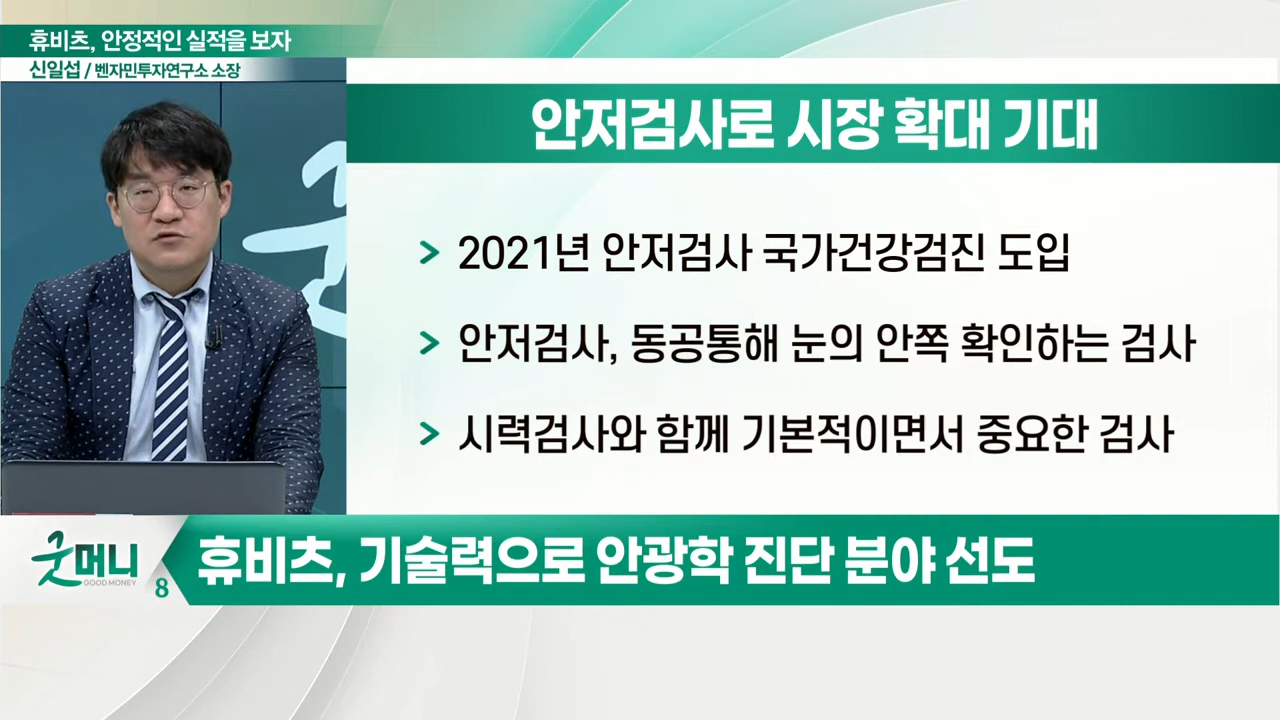 휴비츠, 안정적인 실적을 보자
신일섭 / 벤자민투자연구소 소장
안저검사로 시장 확대 기대
> 2021년 안저검사 국가건강검진 도입
> 안저검사, 동공통해 눈의 안쪽 확인하는 검사
> 시력검사와 함께 기본적이면서 중요한 검사
굿머니
GOOD MONEY
8
휴비츠, 기술력으로 안광학 진단 분야 선도
굿